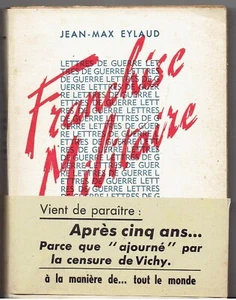 JEAN-MAX EYLAUD
LETTRES DE GUERRE LETT
Franchise
Militaire
Vient de paraître :
Après cinq ans...
Parce que "ajourné" par
la censure de Vichy.
à la manière de... tout le monde